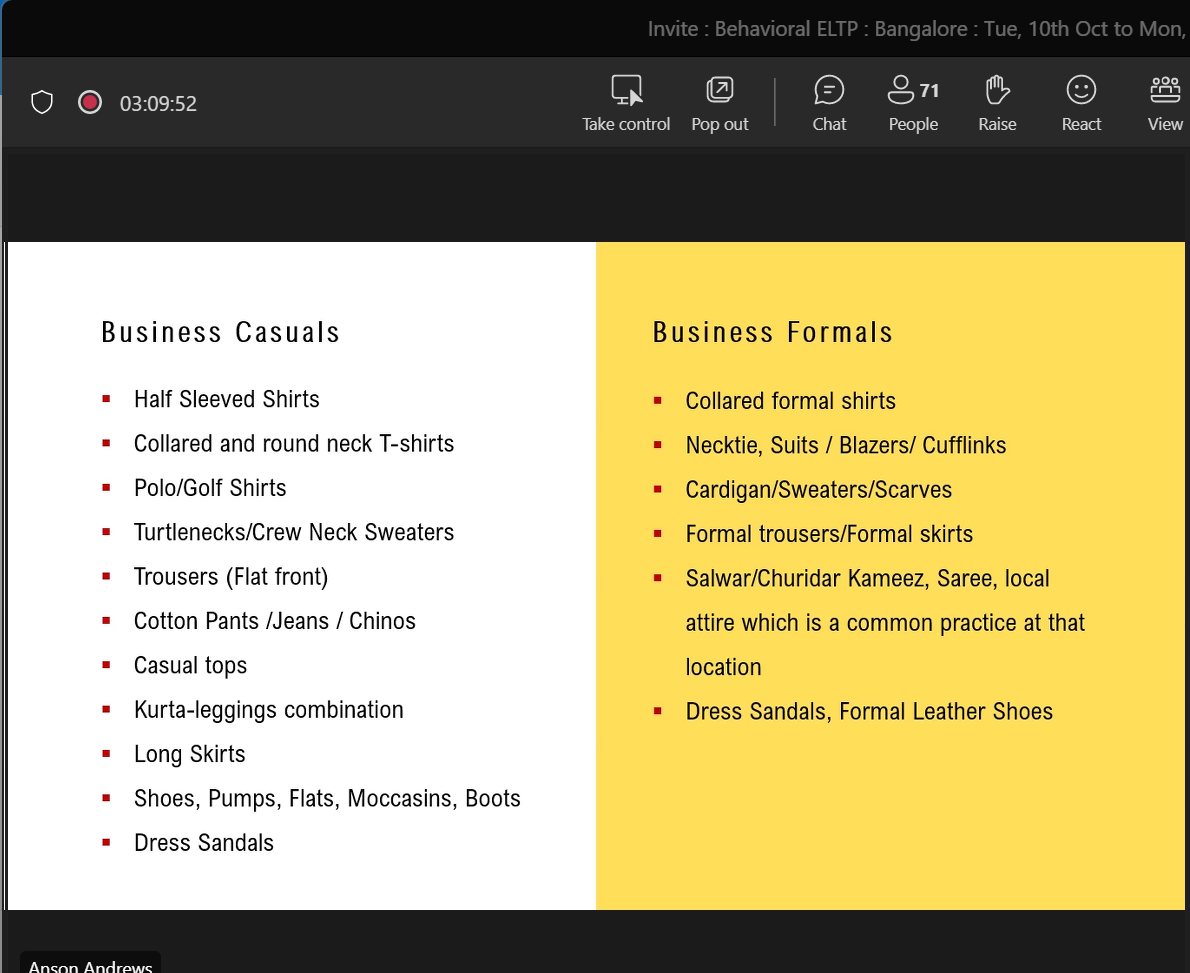 Invite : Behavioral ELTP : Bangalore : Tue, 10th Oct to Mon,
03:09:52
Take control
Pop out
Chat
71
People
Raise
React
View
Business Casuals
Half Sleeved Shirts
Collared and round neck T-shirts
Polo/Golf Shirts
Turtlenecks/Crew Neck Sweaters
Trousers (Flat front)
Cotton Pants /Jeans / Chinos
Casual tops
Kurta-leggings combination
Long Skirts
Shoes, Pumps, Flats, Moccasins, Boots
Dress Sandals
Business Formals
Collared formal shirts
Necktie, Suits / Blazers/ Cufflinks
Cardigan/Sweaters/Scarves
Formal trousers/Formal skirts
Salwar/Churidar Kameez, Saree, local
attire which is a common practice at that
location
Dress Sandals, Formal Leather Shoes
Anson Andrews